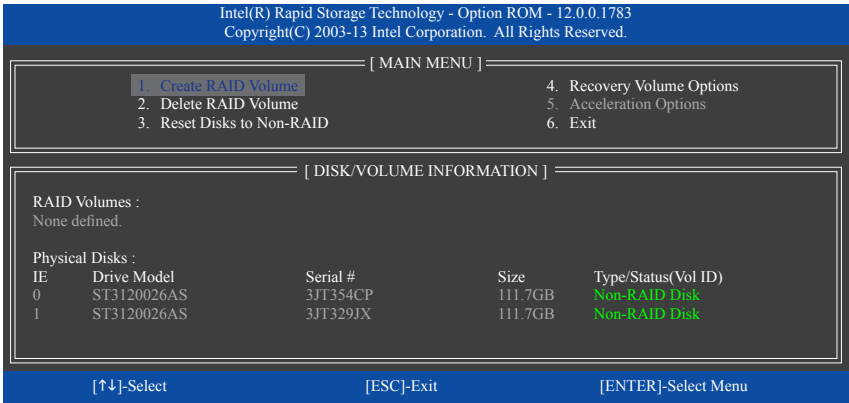 Intel(R) Rapid Storage Technology - Option ROM - 12.0.0.1783
Copyright(C) 2003-13 Intel Corporation.  All Rights Reserved.
[ MAIN MENU ]
1.  Create RAID Volume
2.  Delete RAID Volume
3.  Reset Disks to Non-RAID
4.  Recovery Volume Options
5.  Acceleration Options
6.  Exit
[ DISK/VOLUME INFORMATION ]
RAID Volumes :
None defined.
Physical Disks :
IE Drive Model Serial # Size Type/Status(Vol ID)
0 ST3120026AS 3JT354CP 111.7GB Non-RAID Disk
1 ST3120026AS 3JT329JX 111.7GB Non-RAID Disk
[↑↓]-Select [ESC]-Exit [ENTER]-Select Menu